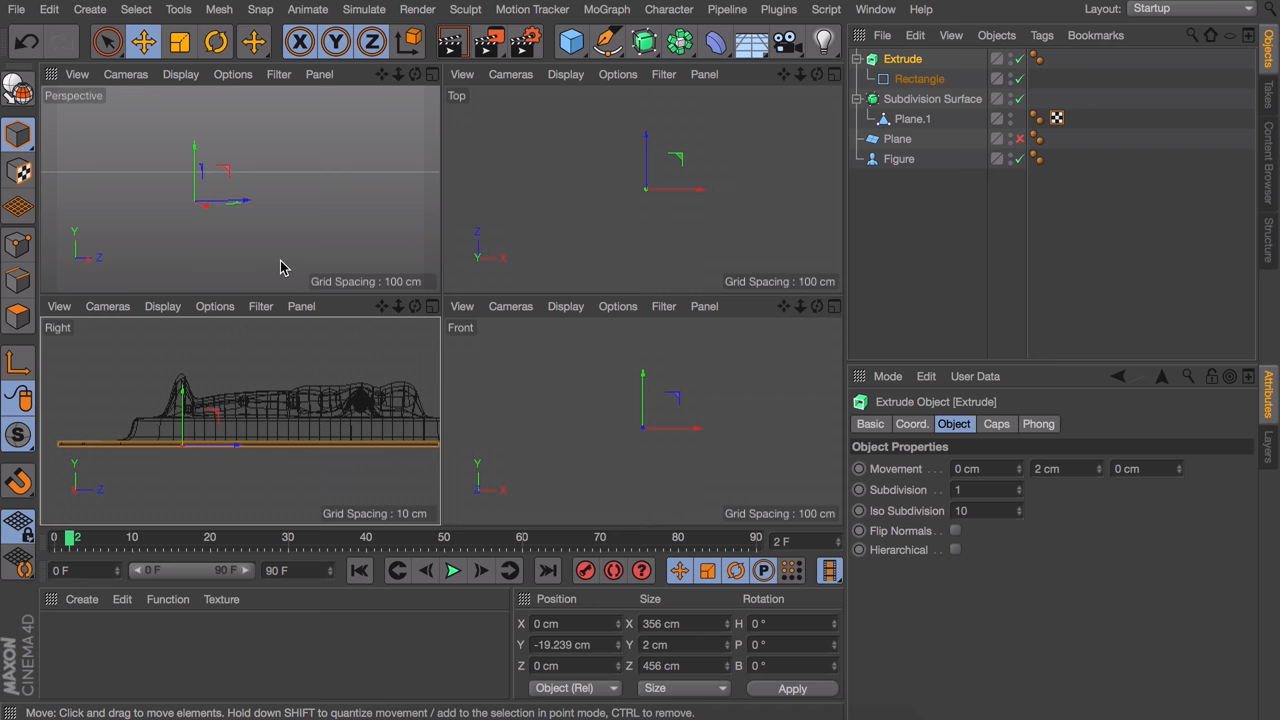 File Edit Create Select Tools Mesh Snap Animate Simulate Render Sculpt Motion Tracker MoGraph Character Pipeline Plugins Script Window Help Layout: Startup
File Edit View Objects Tags Bookmarks
Extrude
Rectangle
Subdivision Surface
Plane.1
Plane
Figure
Objects
Takes
Content Browser
Structure
View Cameras Display Options Filter Panel
Perspective
Y
Z
Grid Spacing : 100 cm
View Cameras Display Options Filter Panel
Top
Z
Y X
Grid Spacing : 100 cm
View Cameras Display Options Filter Panel
Right
Y
X Z
Grid Spacing : 10 cm
View Cameras Display Options Filter Panel
Front
Y
Z X
Grid Spacing : 100 cm
Mode Edit User Data
Extrude Object [Extrude]
Basic Coord. Object Caps Phong
Object Properties
Movement . . . 0 cm 2 cm 0 cm
Subdivision . . 1
Iso Subdivision 10
Flip Normals. .
Hierarchical . .
Attributes
Layers
0 2 10 20 30 40 50 60 70 80 90 2 F
0 F 0 F 90 F 90 F
Create Edit Function Texture
Position Size Rotation
X 0 cm X 356 cm H 0 °
Y -19.239 cm Y 2 cm P 0 °
Z 0 cm Z 456 cm B 0 °
Object (Rel) Size Apply
MAXON
CINEMA 4D
Move: Click and drag to move elements. Hold down SHIFT to quantize movement / add to the selection in point mode, CTRL to remove.